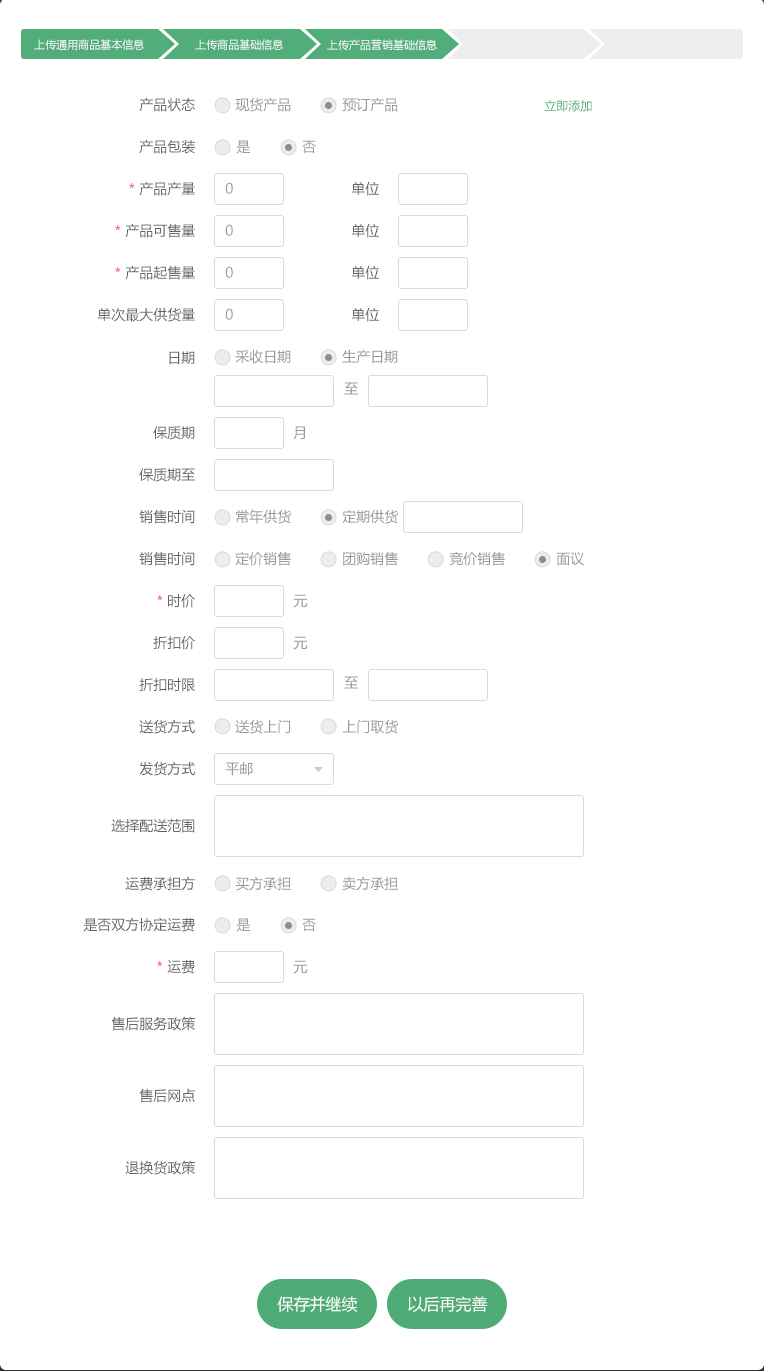 上传通用商品基本信息 上传商品基础信息 上传产品营销基础信息
产品状态 现货产品 预订产品 立即添加
产品包装 是 否
* 产品产量 0 单位
* 产品可售量 0 单位
* 产品起售量 0 单位
单次最大供货量 0 单位
日期 采收日期 生产日期
至
保质期 月
保质期至
销售时间 常年供货 定期供货
销售时间 定价销售 团购销售 竟价销售 面议
* 时价 元
折扣价 元
折扣时限 至
送货方式 送货上门 上门取货
发货方式 平邮
选择配送范围
运费承担方 买方承担 卖方承担
是否双方协定运费 是 否
* 运费 元
售后服务政策
售后网点
退换货政策
保存并继续 以后再完善